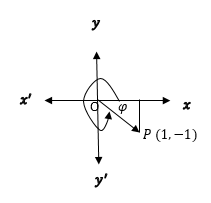 y
x′ O φ x
P (1, −1)
y′